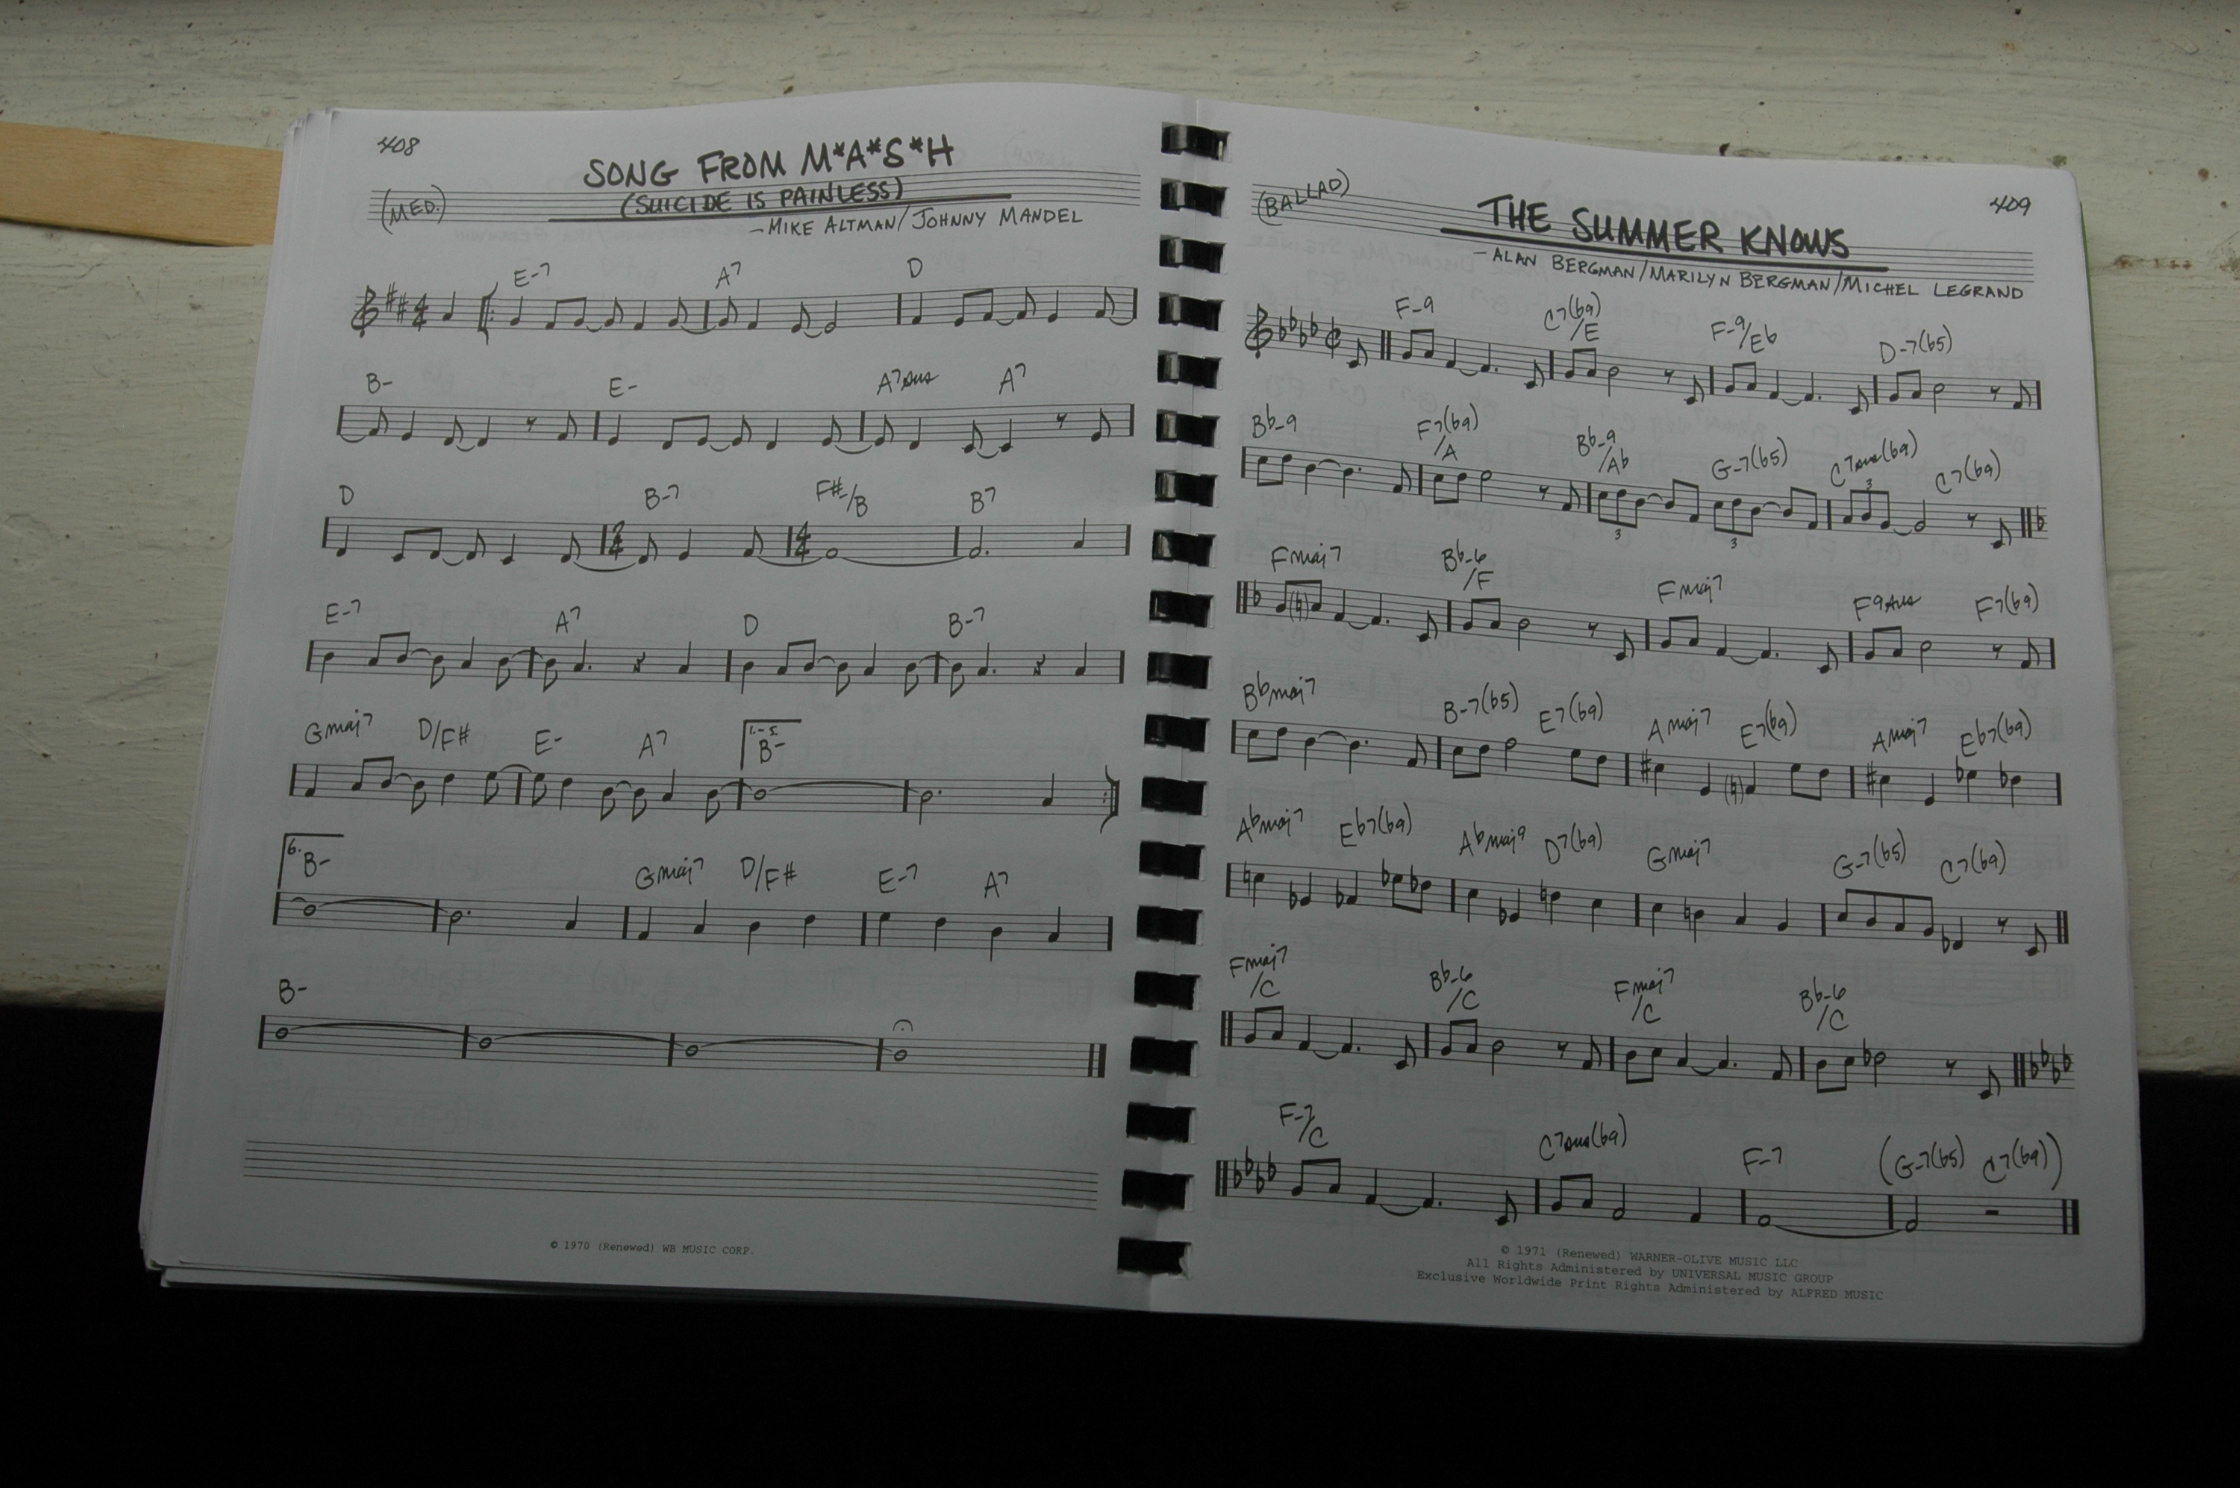 408
SONG FROM M*A*S*H
(SUICIDE IS PAINLESS)
(MED.)
-MIKE ALTMAN/JOHNNY MANDEL
E-7 A7 D
B- E- A7sus A7
D B-7 F#-/B B7
E-7 A7 D B-7
Gmaj7 D/F# E- A7 1.-5. B-
6. B- Gmaj7 D/F# E-7 A7
B-
© 1970 (Renewed) WB MUSIC CORP.
409
(BALLAD)
THE SUMMER KNOWS
-ALAN BERGMAN/MARILYN BERGMAN/MICHEL LEGRAND
F-9 C7(b9)/E F-9/Eb D-7(b5)
Bb-9 F7(b9)/A Bb-9/Ab G-7(b5) C7sus(b9) C7(b9)
3 3 3
Fmaj7 Bb-6/F Fmaj7 F9sus F7(b9)
Bbmaj7 B-7(b5) E7(b9) Amaj7 E7(b9) Amaj7 Eb7(b9)
Abmaj7 Eb7(b9) Abmaj9 D7(b9) Gmaj7 G-7(b5) C7(b9)
Fmaj7/C Bb-6/C Fmaj7/C Bb-6/C
F-7/C C7sus(b9) F-7 (G-7(b5) C7(b9))
© 1971 (Renewed) WARNER-OLIVE MUSIC LLC
All Rights Administered by UNIVERSAL MUSIC GROUP
Exclusive Worldwide Print Rights Administered by ALFRED MUSIC